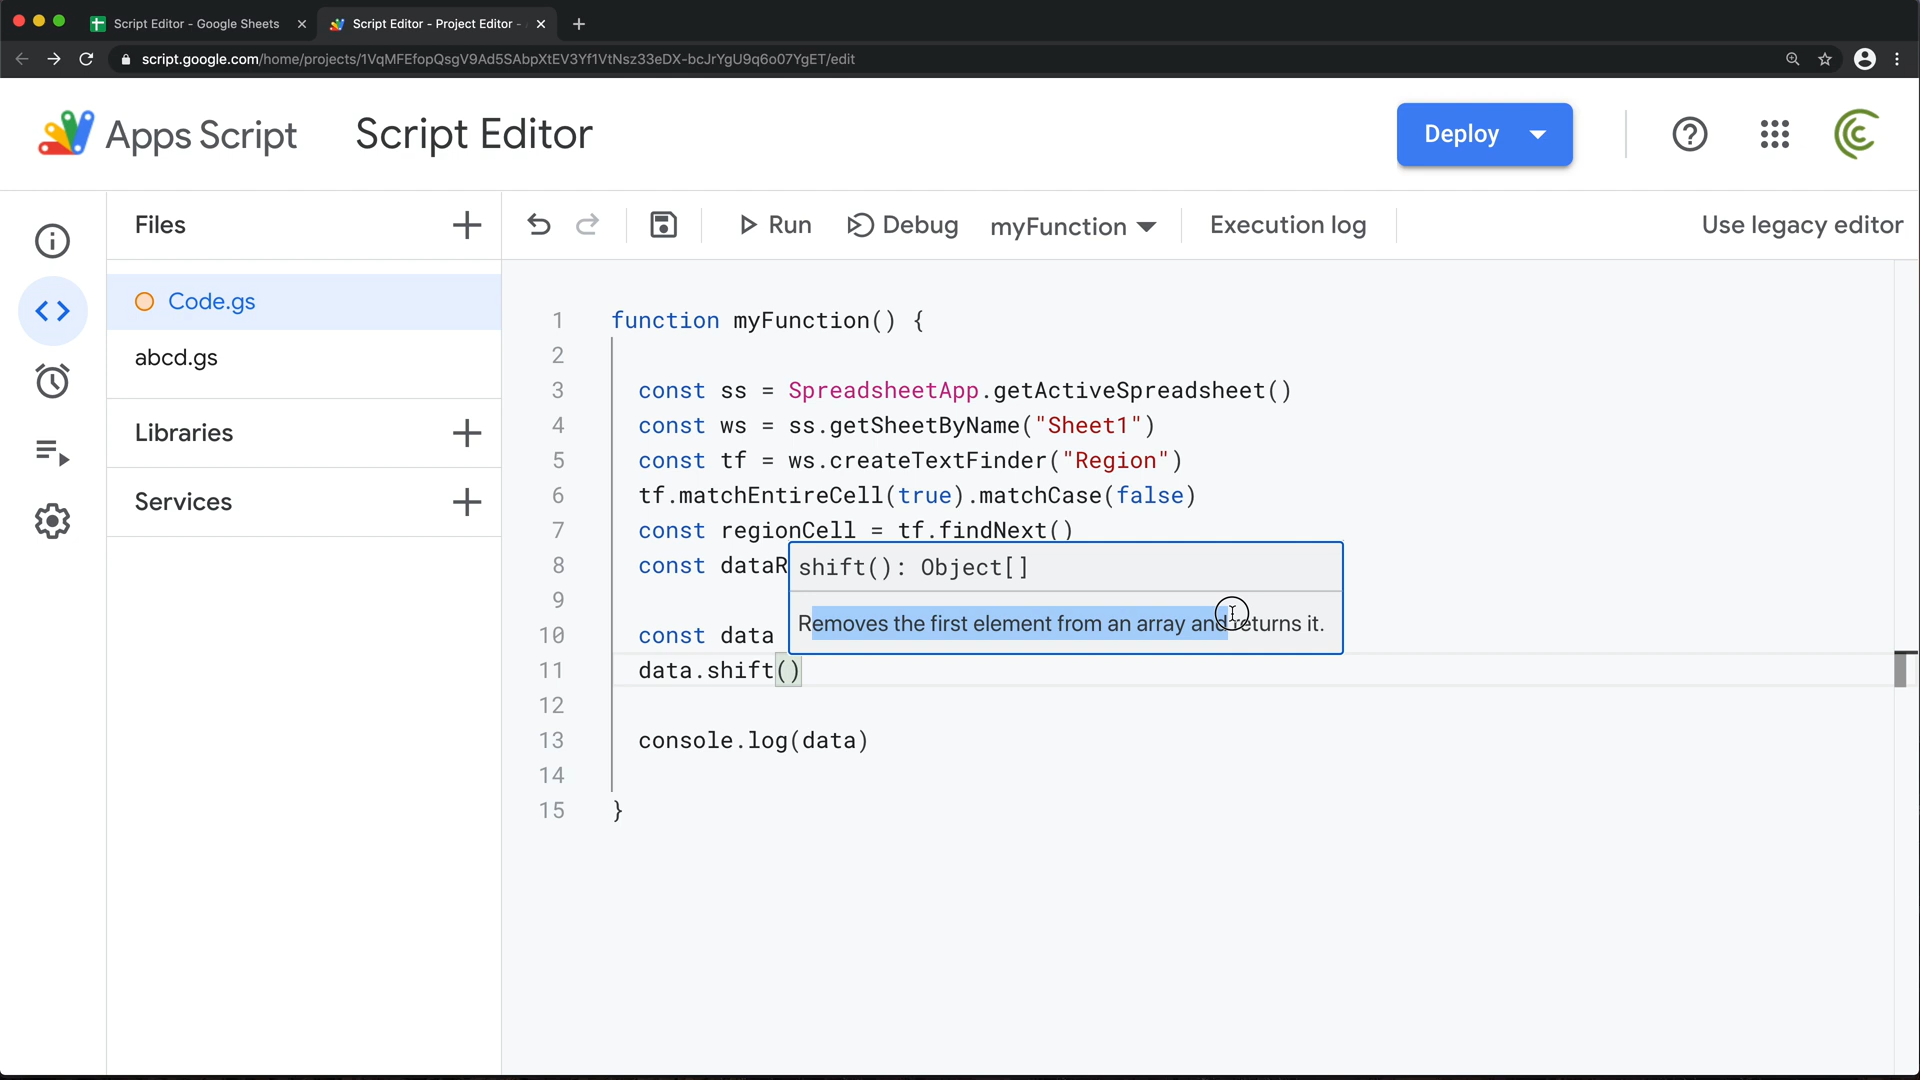 Script Editor - Google Sheets
Script Editor - Project Editor -
script.google.com/home/projects/1VqMFEfopQsgV9Ad5SAbpXtEV3Yf1VtNsz33eDX-bcJrYgU9q6o07YgET/edit
Apps Script
Script Editor
Deploy
Files
Run
Debug
myFunction
Execution log
Use legacy editor
Code.gs
abcd.gs
Libraries
Services
1 function myFunction() {
2
3 const ss = SpreadsheetApp.getActiveSpreadsheet()
4 const ws = ss.getSheetByName("Sheet1")
5 const tf = ws.createTextFinder("Region")
6 tf.matchEntireCell(true).matchCase(false)
7 const regionCell = tf.findNext()
8 const dataR
shift(): Object[]
9
Removes the first element from an array and returns it.
10 const data
11 data.shift()
12
13 console.log(data)
14
15 }